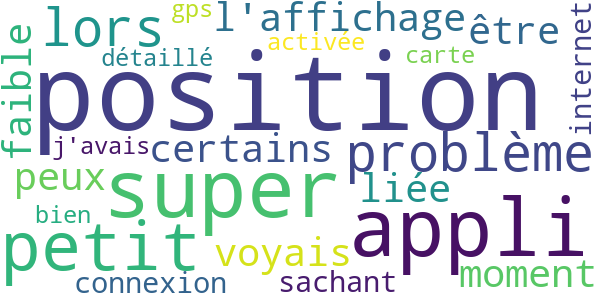 gps
lors
l'affichage
être
internet
activée
faible
détaillé
carte
position
j'avais
certains
problème
peux
super
liée
bien
petit
voyais
appli
connexion
sachant
moment